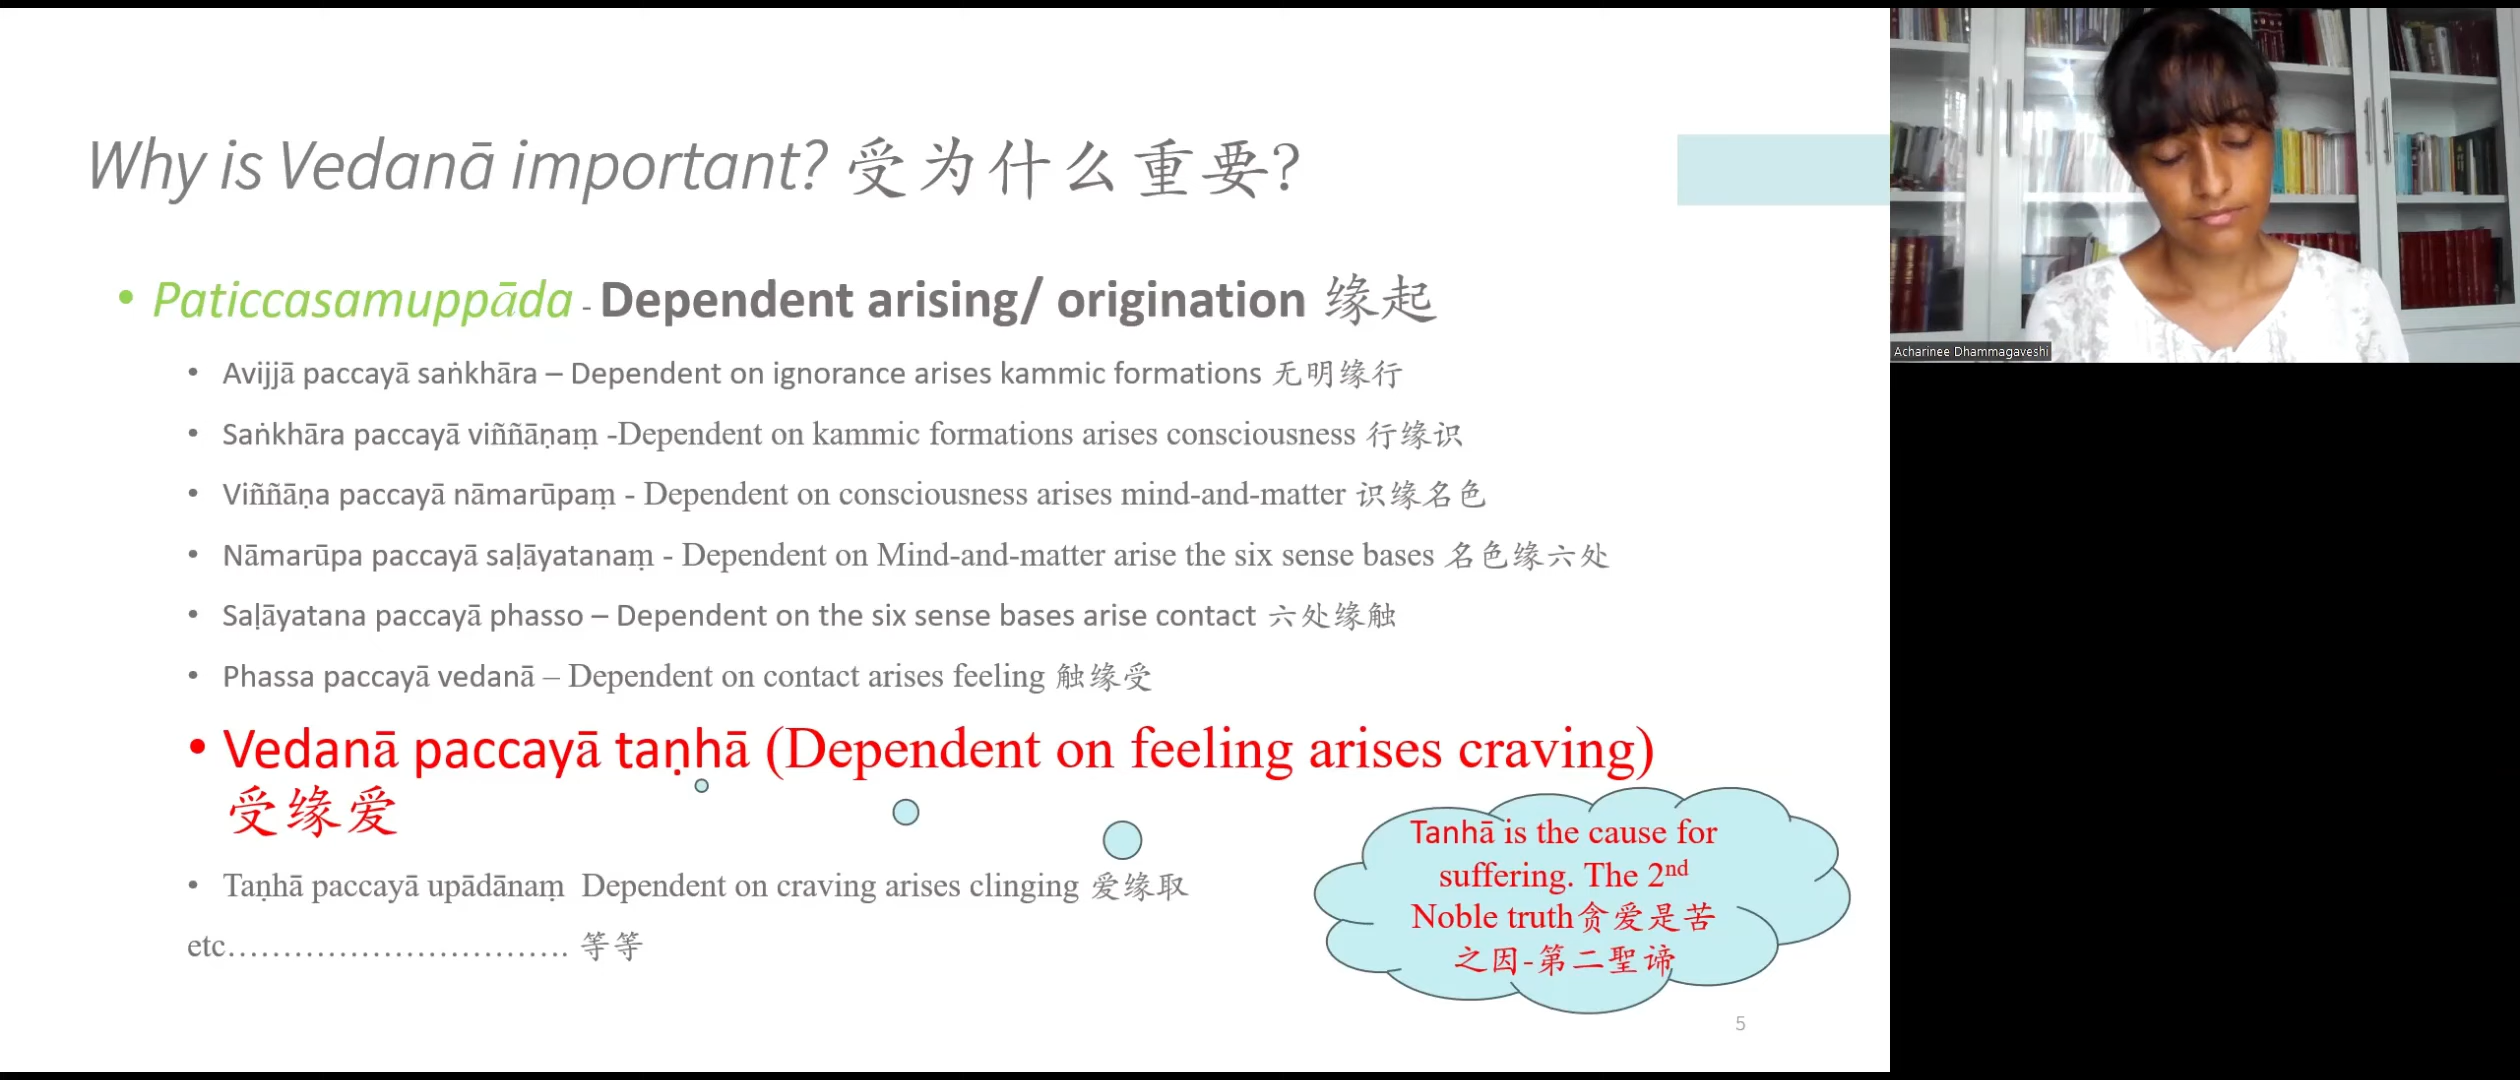 Why is Vedanā important? 受为什么重要?
• Paticcasamuppāda - Dependent arising/ origination 缘起
• Avijjā paccayā saṅkhāra – Dependent on ignorance arises kammic formations 无明缘行
• Saṅkhāra paccayā viññāṇaṃ -Dependent on kammic formations arises consciousness 行缘识
• Viññāṇa paccayā nāmarūpaṃ - Dependent on consciousness arises mind-and-matter 识缘名色
• Nāmarūpa paccayā saḷāyatanaṃ - Dependent on Mind-and-matter arise the six sense bases 名色缘六处
• Saḷāyatana paccayā phasso – Dependent on the six sense bases arise contact 六处缘触
• Phassa paccayā vedanā – Dependent on contact arises feeling 触缘受
• Vedanā paccayā taṇhā (Dependent on feeling arises craving)
受缘爱
• Taṇhā paccayā upādānaṃ Dependent on craving arises clinging 爱缘取
etc................................ 等等
Tanhā is the cause for
suffering. The 2nd
Noble truth贪爱是苦
之因-第二聖谛
5
Acharinee Dhammagaveshi